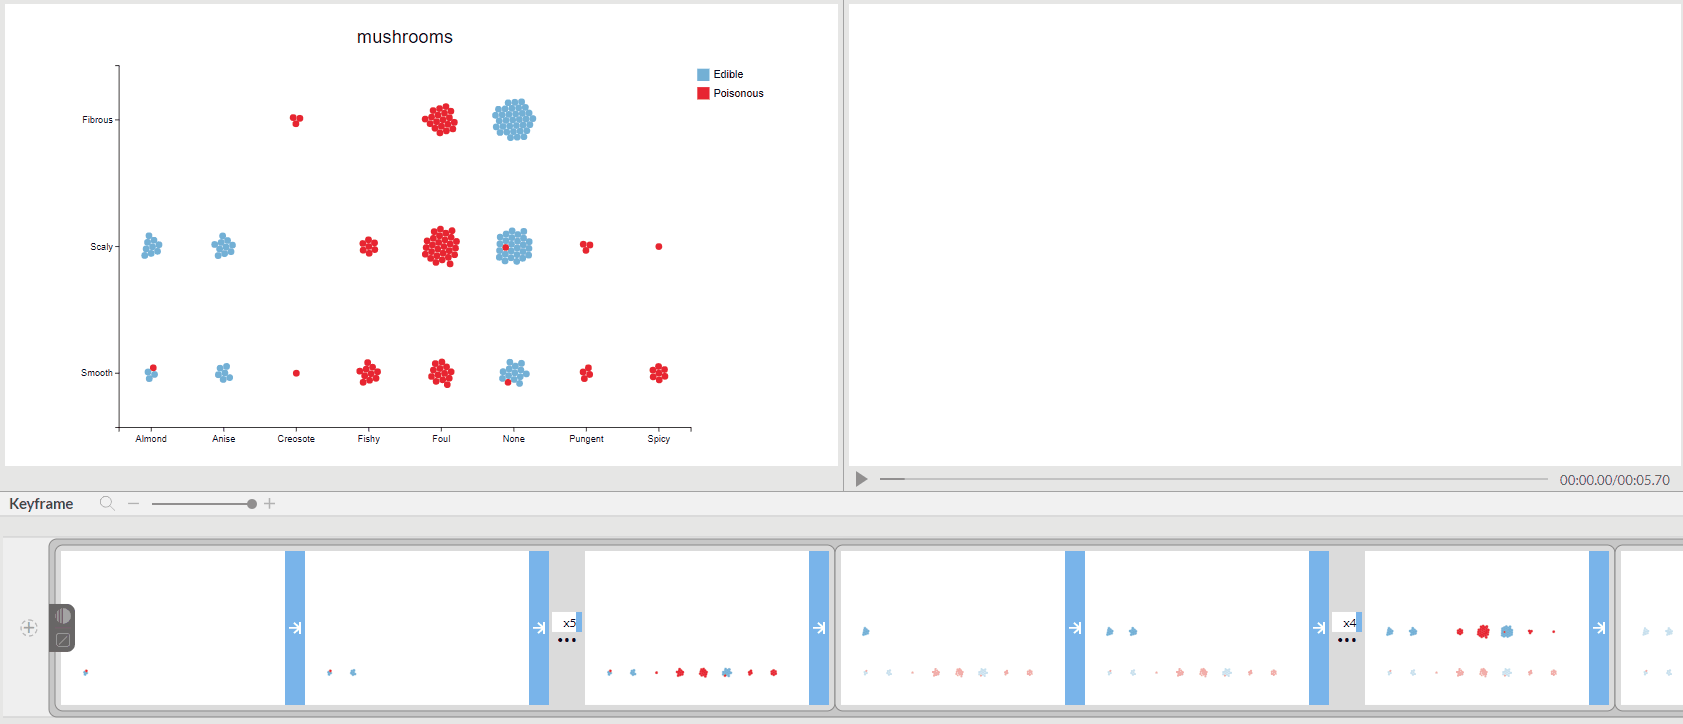 mushrooms
Edible
Poisonous
Fibrous
Scaly
Smooth
Almond Anise Creosote Fishy Foul None Pungent Spicy
00:00.00/00:05.70
Keyframe
x5
x4